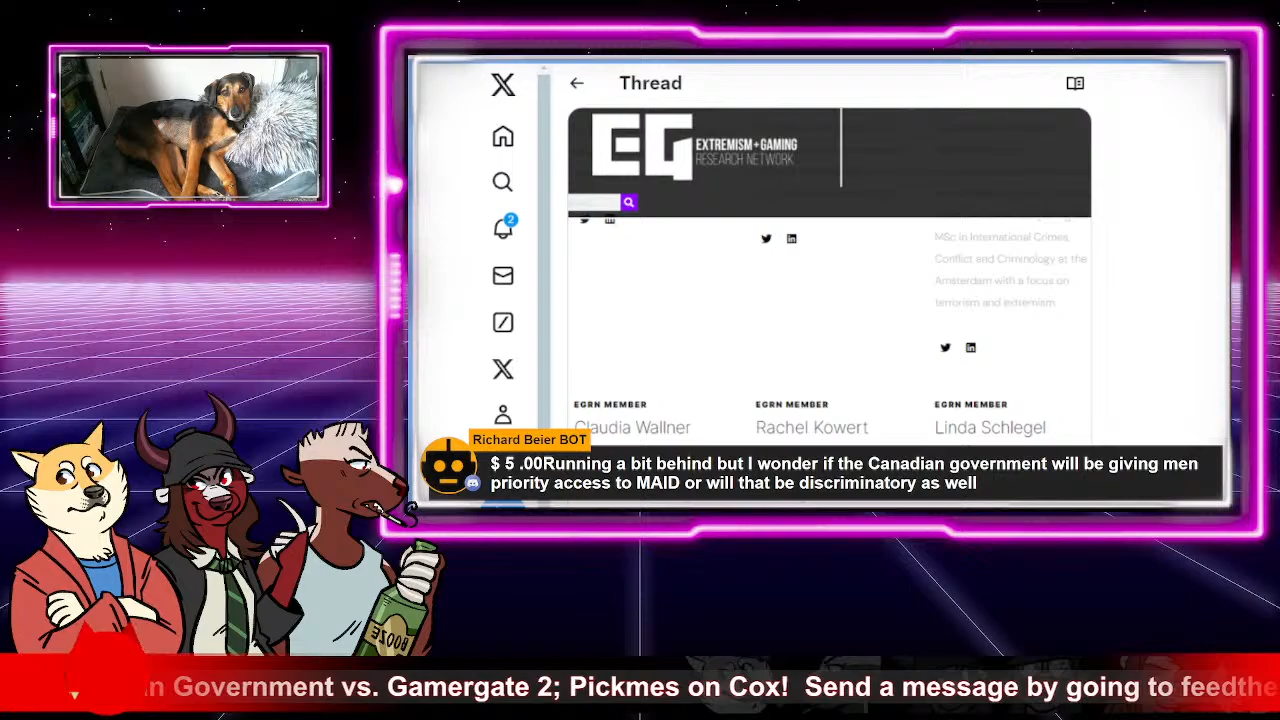 Thread
EG EXTREMISM+GAMING
RESEARCH NETWORK
2
MSc in International Crimes,
Conflict and Criminology at the
Amsterdam with a focus on
terrorism and extremism.
EGRN MEMBER EGRN MEMBER EGRN MEMBER
Claudia Wallner Rachel Kowert Linda Schlegel
Richard Beier BOT
$ 5 .00Running a bit behind but I wonder if the Canadian government will be giving men
priority access to MAID or will that be discriminatory as well
BOOZE
n Government vs. Gamergate 2; Pickmes on Cox! Send a message by going to feedthe